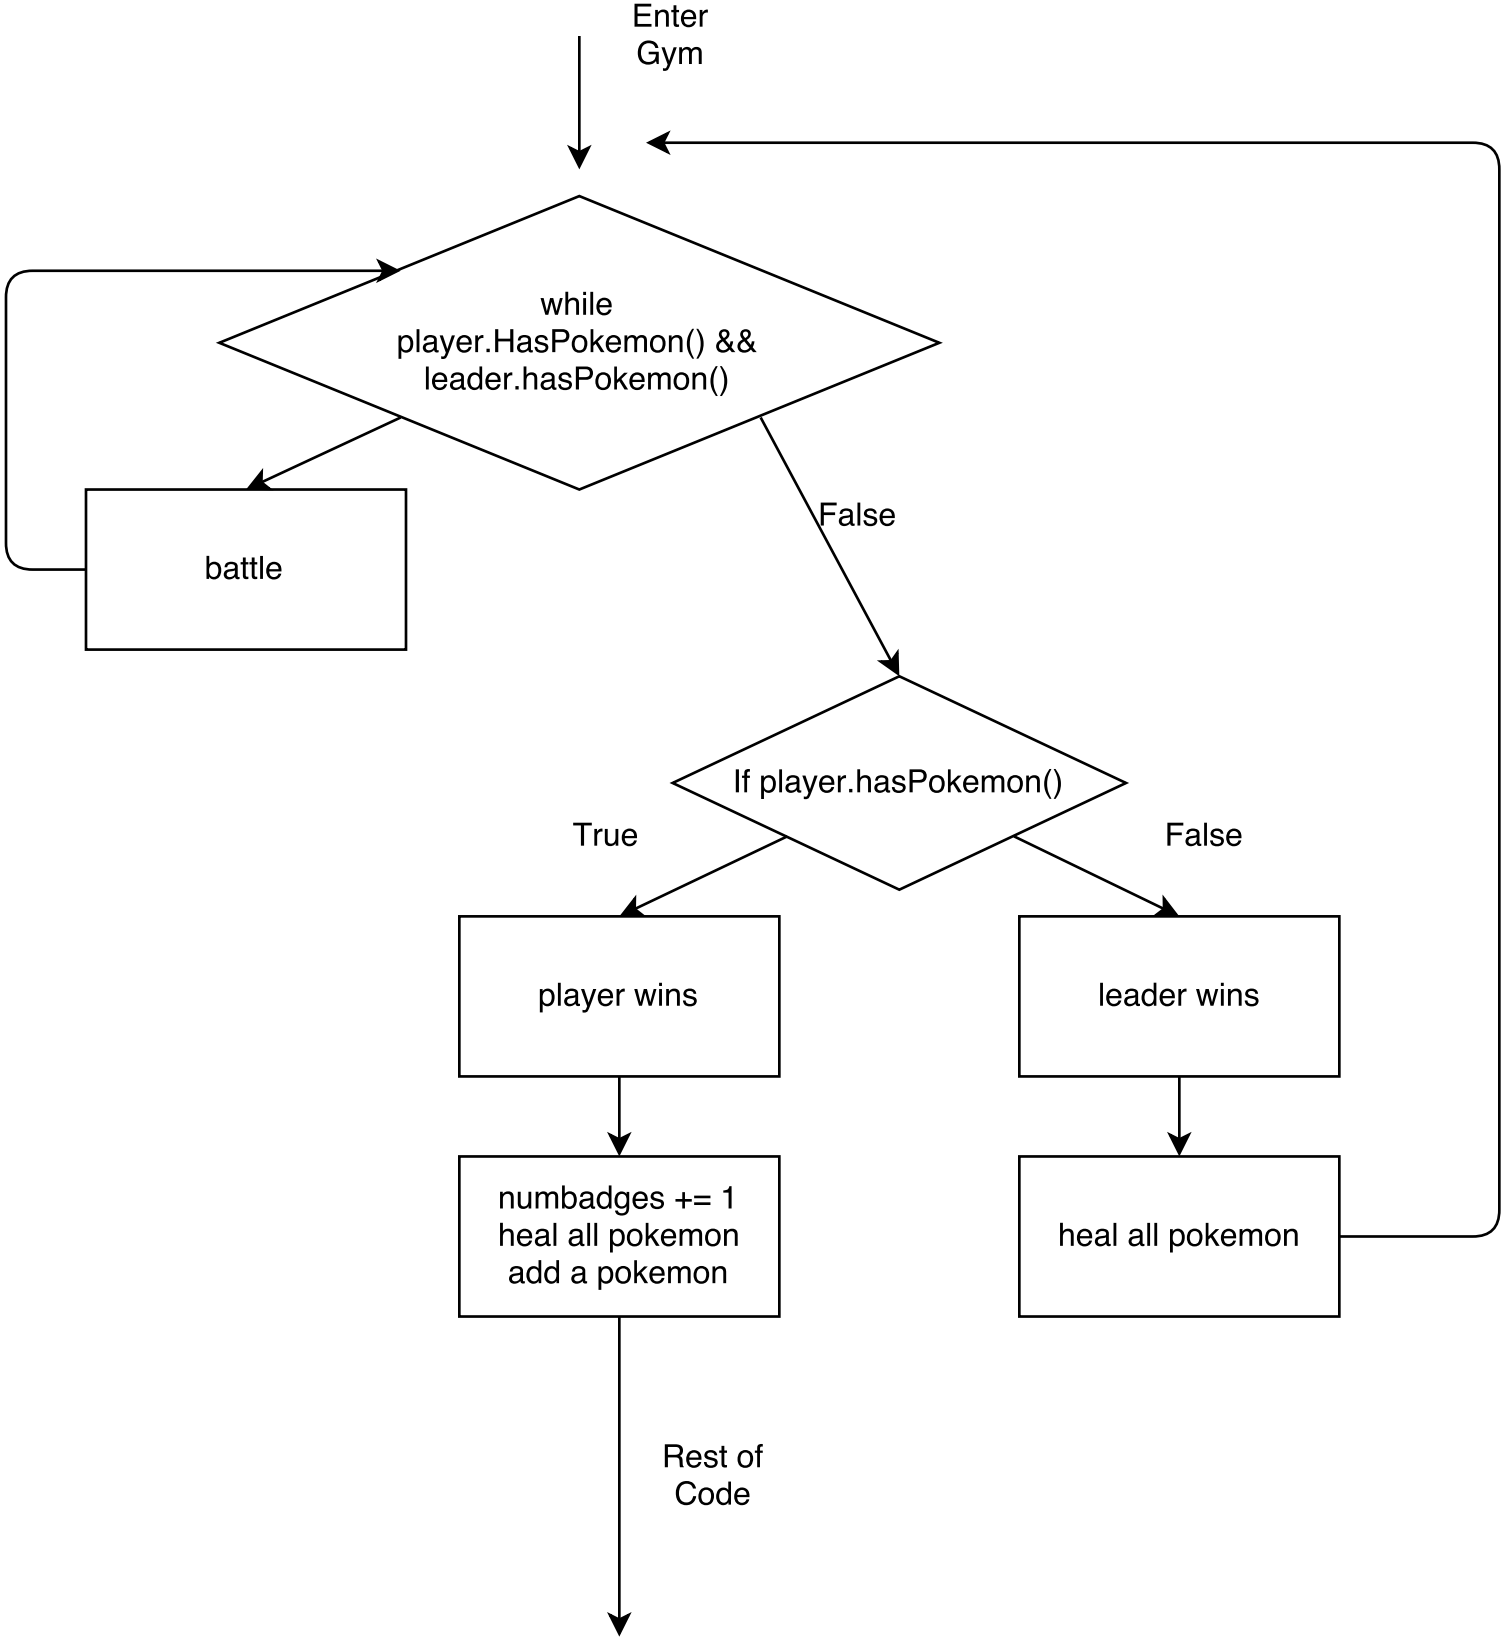 Enter
Gym
while
player.HasPokemon() &&
leader.hasPokemon()
False
battle
If player.hasPokemon()
True
False
player wins
leader wins
numbadges += 1
heal all pokemon
add a pokemon
heal all pokemon
Rest of
Code